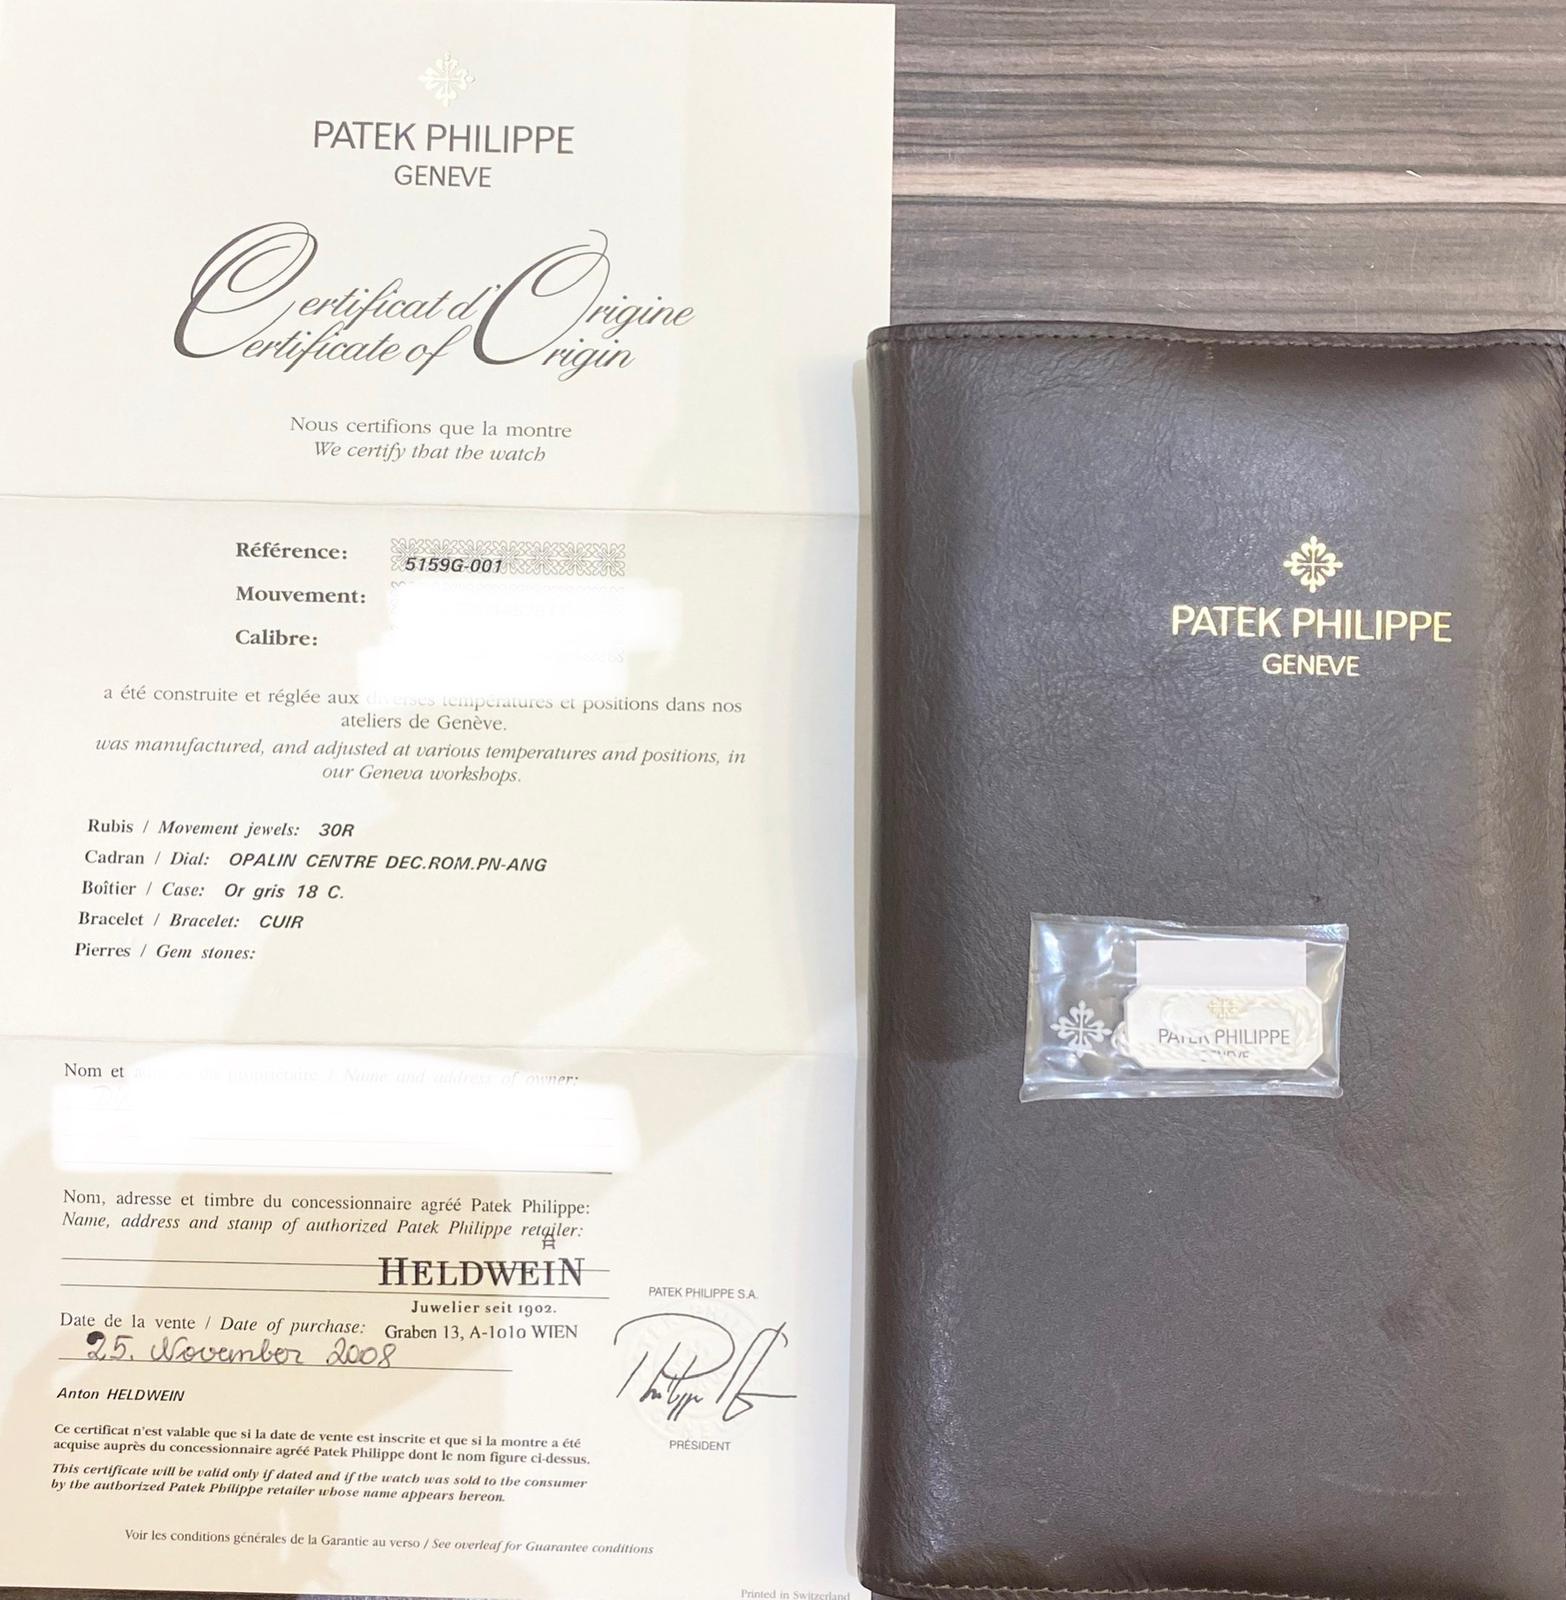 PATEK PHILIPPE
GENEVE
Certificat d'Origine
Certificate of Origin
Nous certifions que la montre
We certify that the watch
Référence: 5159G-001
Mouvement:
Calibre:
a été construite et réglée aux diverses températures et positions dans nos
ateliers de Genève.
was manufactured, and adjusted at various temperatures and positions, in
our Geneva workshops.
Rubis / Movement jewels: 30R
Cadran / Dial: OPALIN CENTRE DEC.ROM.PN-ANG
Boîtier / Case: Or gris 18 C.
Bracelet / Bracelet: CUIR
Pierres / Gem stones:
Nom et du propriétaire / Name and address of owner:
Nom, adresse et timbre du concessionnaire agréé Patek Philippe:
Name, address and stamp of authorized Patek Philippe retailer:
HELDWEIN
Juwelier seit 1902.
Graben 13, A-1010 WIEN
Date de la vente / Date of purchase:
25. November 2008
Anton HELDWEIN
Ce certificat n'est valable que si la date de vente est inscrite et que si la montre a été
acquise auprès du concessionnaire agréé Patek Philippe dont le nom figure ci-dessus.
This certificate will be valid only if dated and if the watch was sold to the consumer
by the authorized Patek Philippe retailer whose name appears hereon.
PATEK PHILIPPE S.A.
PRÉSIDENT
Voir les conditions générales de la Garantie au verso / See overleaf for Guarantee conditions
Printed in Switzerland
PATEK PHILIPPE
GENEVE
PATEK PHILIPPE
GENEVE